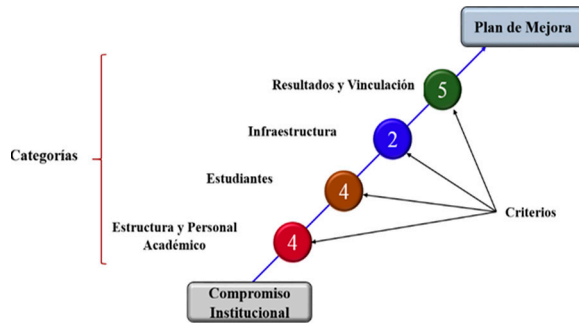 Plan de Mejora
Resultados y Vinculación
5
Infraestructura
2
Categorías
Estudiantes
4
Criterios
Estructura y Personal
Académico
4
Compromiso
Institucional